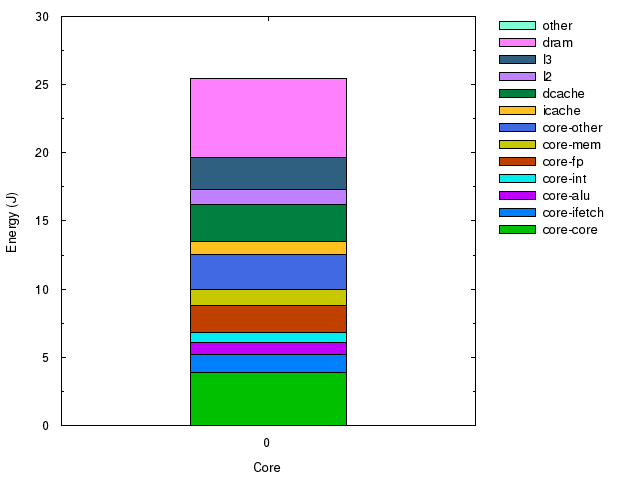 30
25
20
15
10
5
0
Energy (J)
0
Core
other
dram
l3
l2
dcache
icache
core-other
core-mem
core-fp
core-int
core-alu
core-ifetch
core-core